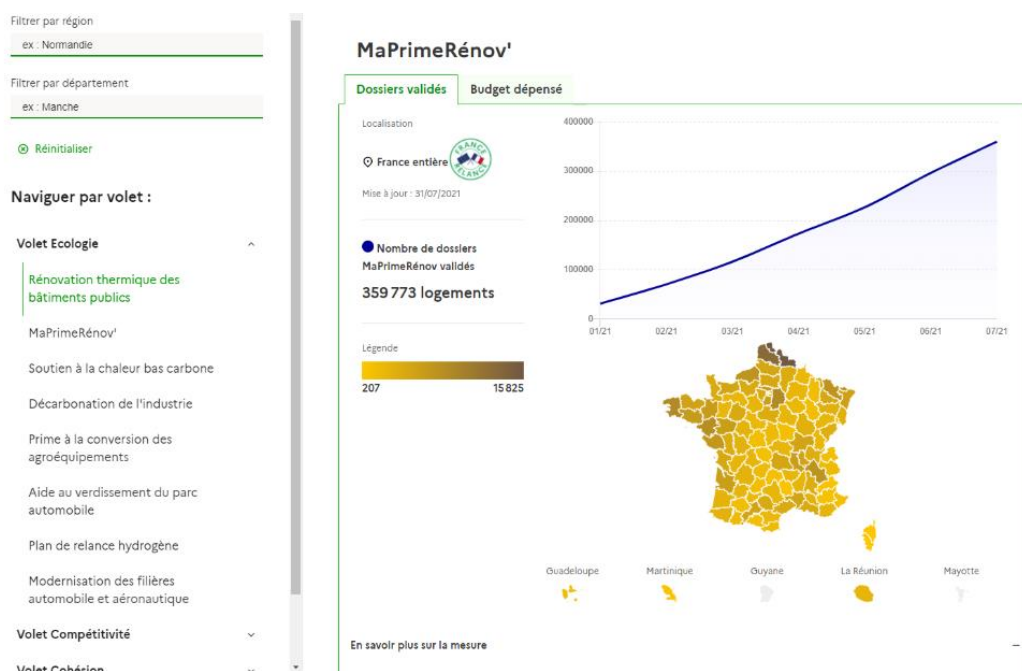 Filtrer par région
ex : Normandie
Filtrer par département
ex : Manche
Réinitialiser
Naviguer par volet :
Volet Ecologie
Rénovation thermique des
bâtiments publics
MaPrimeRénov'
Soutien à la chaleur bas carbone
Décarbonation de l'industrie
Prime à la conversion des
agroéquipements
Aide au verdissement du parc
automobile
Plan de relance hydrogène
Modernisation des filières
automobile et aéronautique
Volet Compétitivité
Volet Cohésion
MaPrimeRénov'
Dossiers validés
Budget dépensé
Localisation
France entière
FRANCE
RELANCE
Mise à jour : 31/07/2021
Nombre de dossiers
MaPrimeRénov validés
359 773 logements
Légende
207 15 825
400000
300000
200000
100000
0
01/21 02/21 03/21 04/21 05/21 06/21 07/21
Guadeloupe Martinique Guyane La Réunion Mayotte
En savoir plus sur la mesure